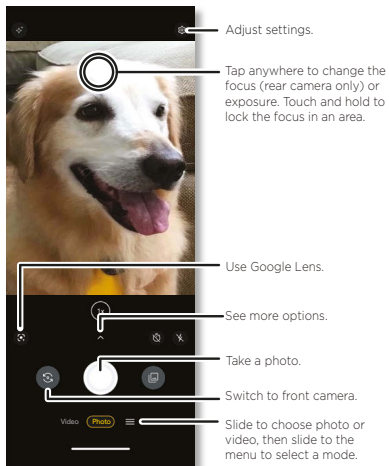 Adjust settings.
Tap anywhere to change the
focus (rear camera only) or
exposure. Touch and hold to
lock the focus in an area.
Use Google Lens.
1x
See more options.
Take a photo.
Switch to front camera.
Video Photo
Slide to choose photo or
video, then slide to the
menu to select a mode.